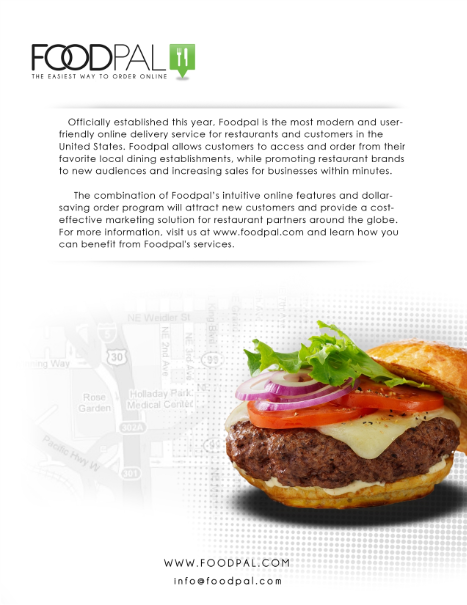 FOODPAL
THE EASIEST WAY TO ORDER ONLINE
Officially established this year, Foodpal is the most modern and user-
friendly online delivery service for restaurants and customers in the
United States. Foodpal allows customers to access and order from their
favorite local dining establishments, while promoting restaurant brands
to new audiences and increasing sales for businesses within minutes.
The combination of Foodpal's intuitive online features and dollar-
saving order program will attract new customers and provide a cost-
effective marketing solution for restaurant partners around the globe.
For more information, visit us at www.foodpal.com and learn how you
can benefit from Foodpal's services.
NE Weidler St
NE 2nd Ave
NE 3rd Ave
ng Way
30
99
Rose
Garden
Holladay Park
Medical Center
302A
Pacific Hwy W
301
WWW.FOODPAL.COM
info@foodpal.com